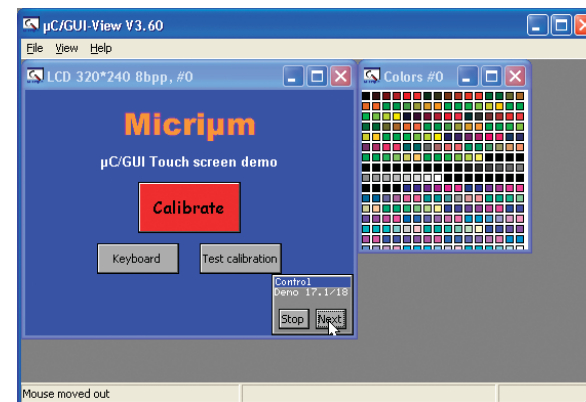 µC/GUI-View V3.60
File View Help
LCD 320*240 8bpp, #0
Colors #0
Micriµm
µC/GUI Touch screen demo
Calibrate
Keyboard
Test calibration
Control
Demo 17.1/18
Stop
Next
Mouse moved out